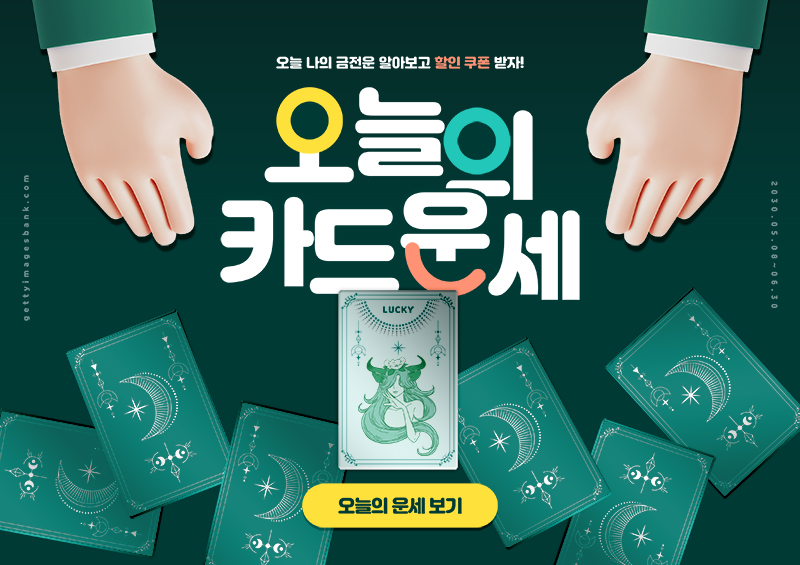 오늘 나의 금전운 알아보고 할인 쿠폰 받자!
오늘의
카드운세
gettyimagesbank.com
2030.05.08~06.30
LUCKY
오늘의 운세 보기